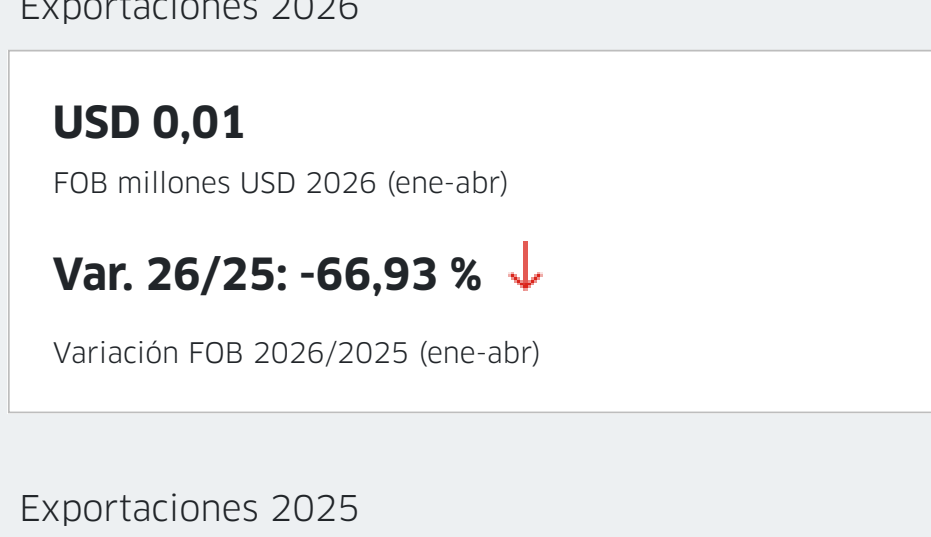 Exportaciones 2026
USD 0,01
FOB millones USD 2026 (ene-abr)
Var. 26/25: -66,93 %
Variación FOB 2026/2025 (ene-abr)
Exportaciones 2025